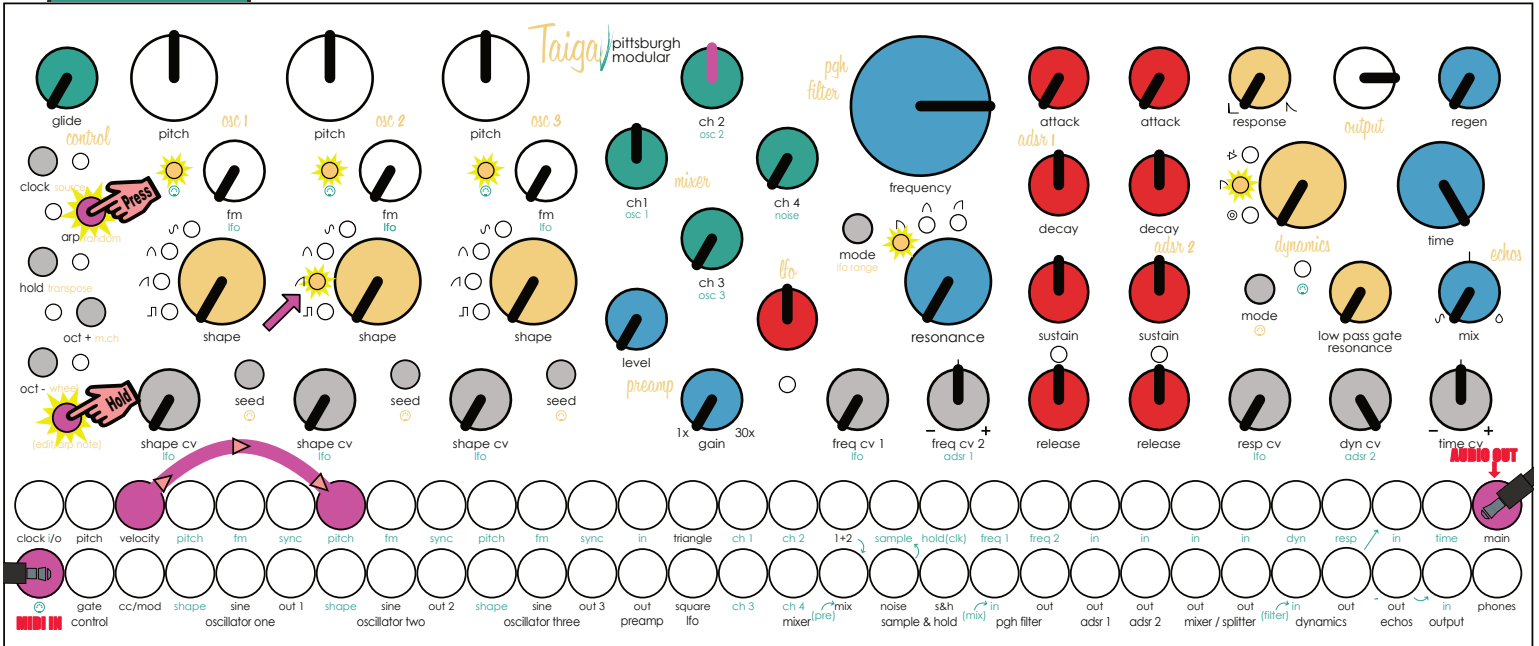 Taiga
pittsburgh
modular
pgh
filter
glide
pitch
osc 1
pitch
osc 2
pitch
osc 3
ch 2
osc 2
attack
attack
response
output
regen
control
adsr 1
clock source
Press
fm
lfo
fm
lfo
fm
lfo
ch1
osc 1
mixer
ch 4
noise
frequency
arp random
decay
decay
time
mode
lfo range
adsr 2
dynamics
echos
hold transpose
ch 3
osc 3
lfo
mode
oct + m.ch
shape
shape
shape
resonance
sustain
sustain
low pass gate
resonance
mix
level
oct - wheel
Hold
seed
seed
seed
preamp
(edit arp note)
shape cv
lfo
shape cv
lfo
shape cv
lfo
1x
30x
gain
freq cv 1
lfo
- +
freq cv 2
adsr 1
release
release
resp cv
lfo
dyn cv
adsr 2
- +
time cv
AUDIO OUT
clock i/o pitch velocity pitch fm sync pitch fm sync pitch fm sync in triangle ch 1 ch 2 1+2 sample hold(clk) freq 1 freq 2 in in in in dyn resp in time main
gate cc/mod shape sine out 1 shape sine out 2 shape sine out 3 out square ch 3 ch 4 mix noise s&h in out out out out out in out out in phones
(pre) (mix) (filter)
MIDI IN control oscillator one oscillator two oscillator three preamp lfo mixer sample & hold pgh filter adsr 1 adsr 2 mixer / splitter dynamics echos output